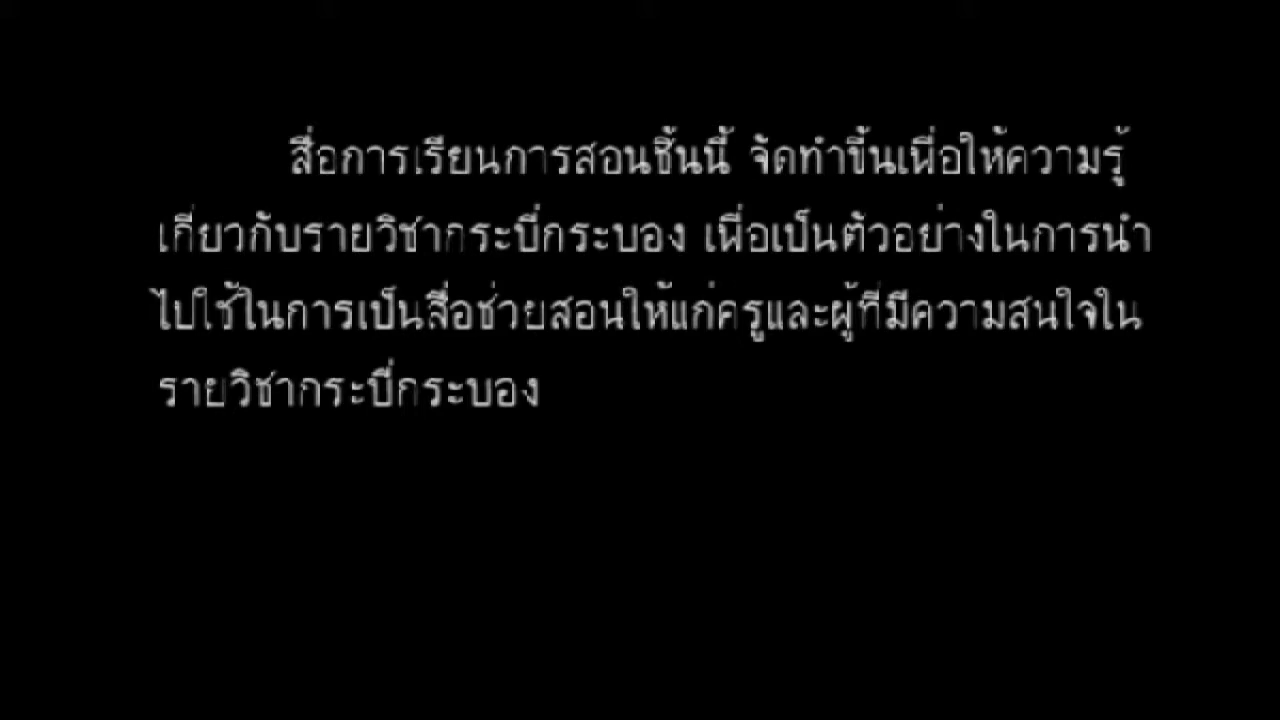 สื่อการเรียนการสอนชิ้นนี้ จัดทำขึ้นเพื่อให้ความรู้
เกี่ยวกับรายวิชากระบี่กระบอง เพื่อเป็นตัวอย่างในการนำ
ไปใช้ในการเป็นสื่อช่วยสอนให้แก่ครูและผู้ที่มีความสนใจใน
รายวิชากระบี่กระบอง